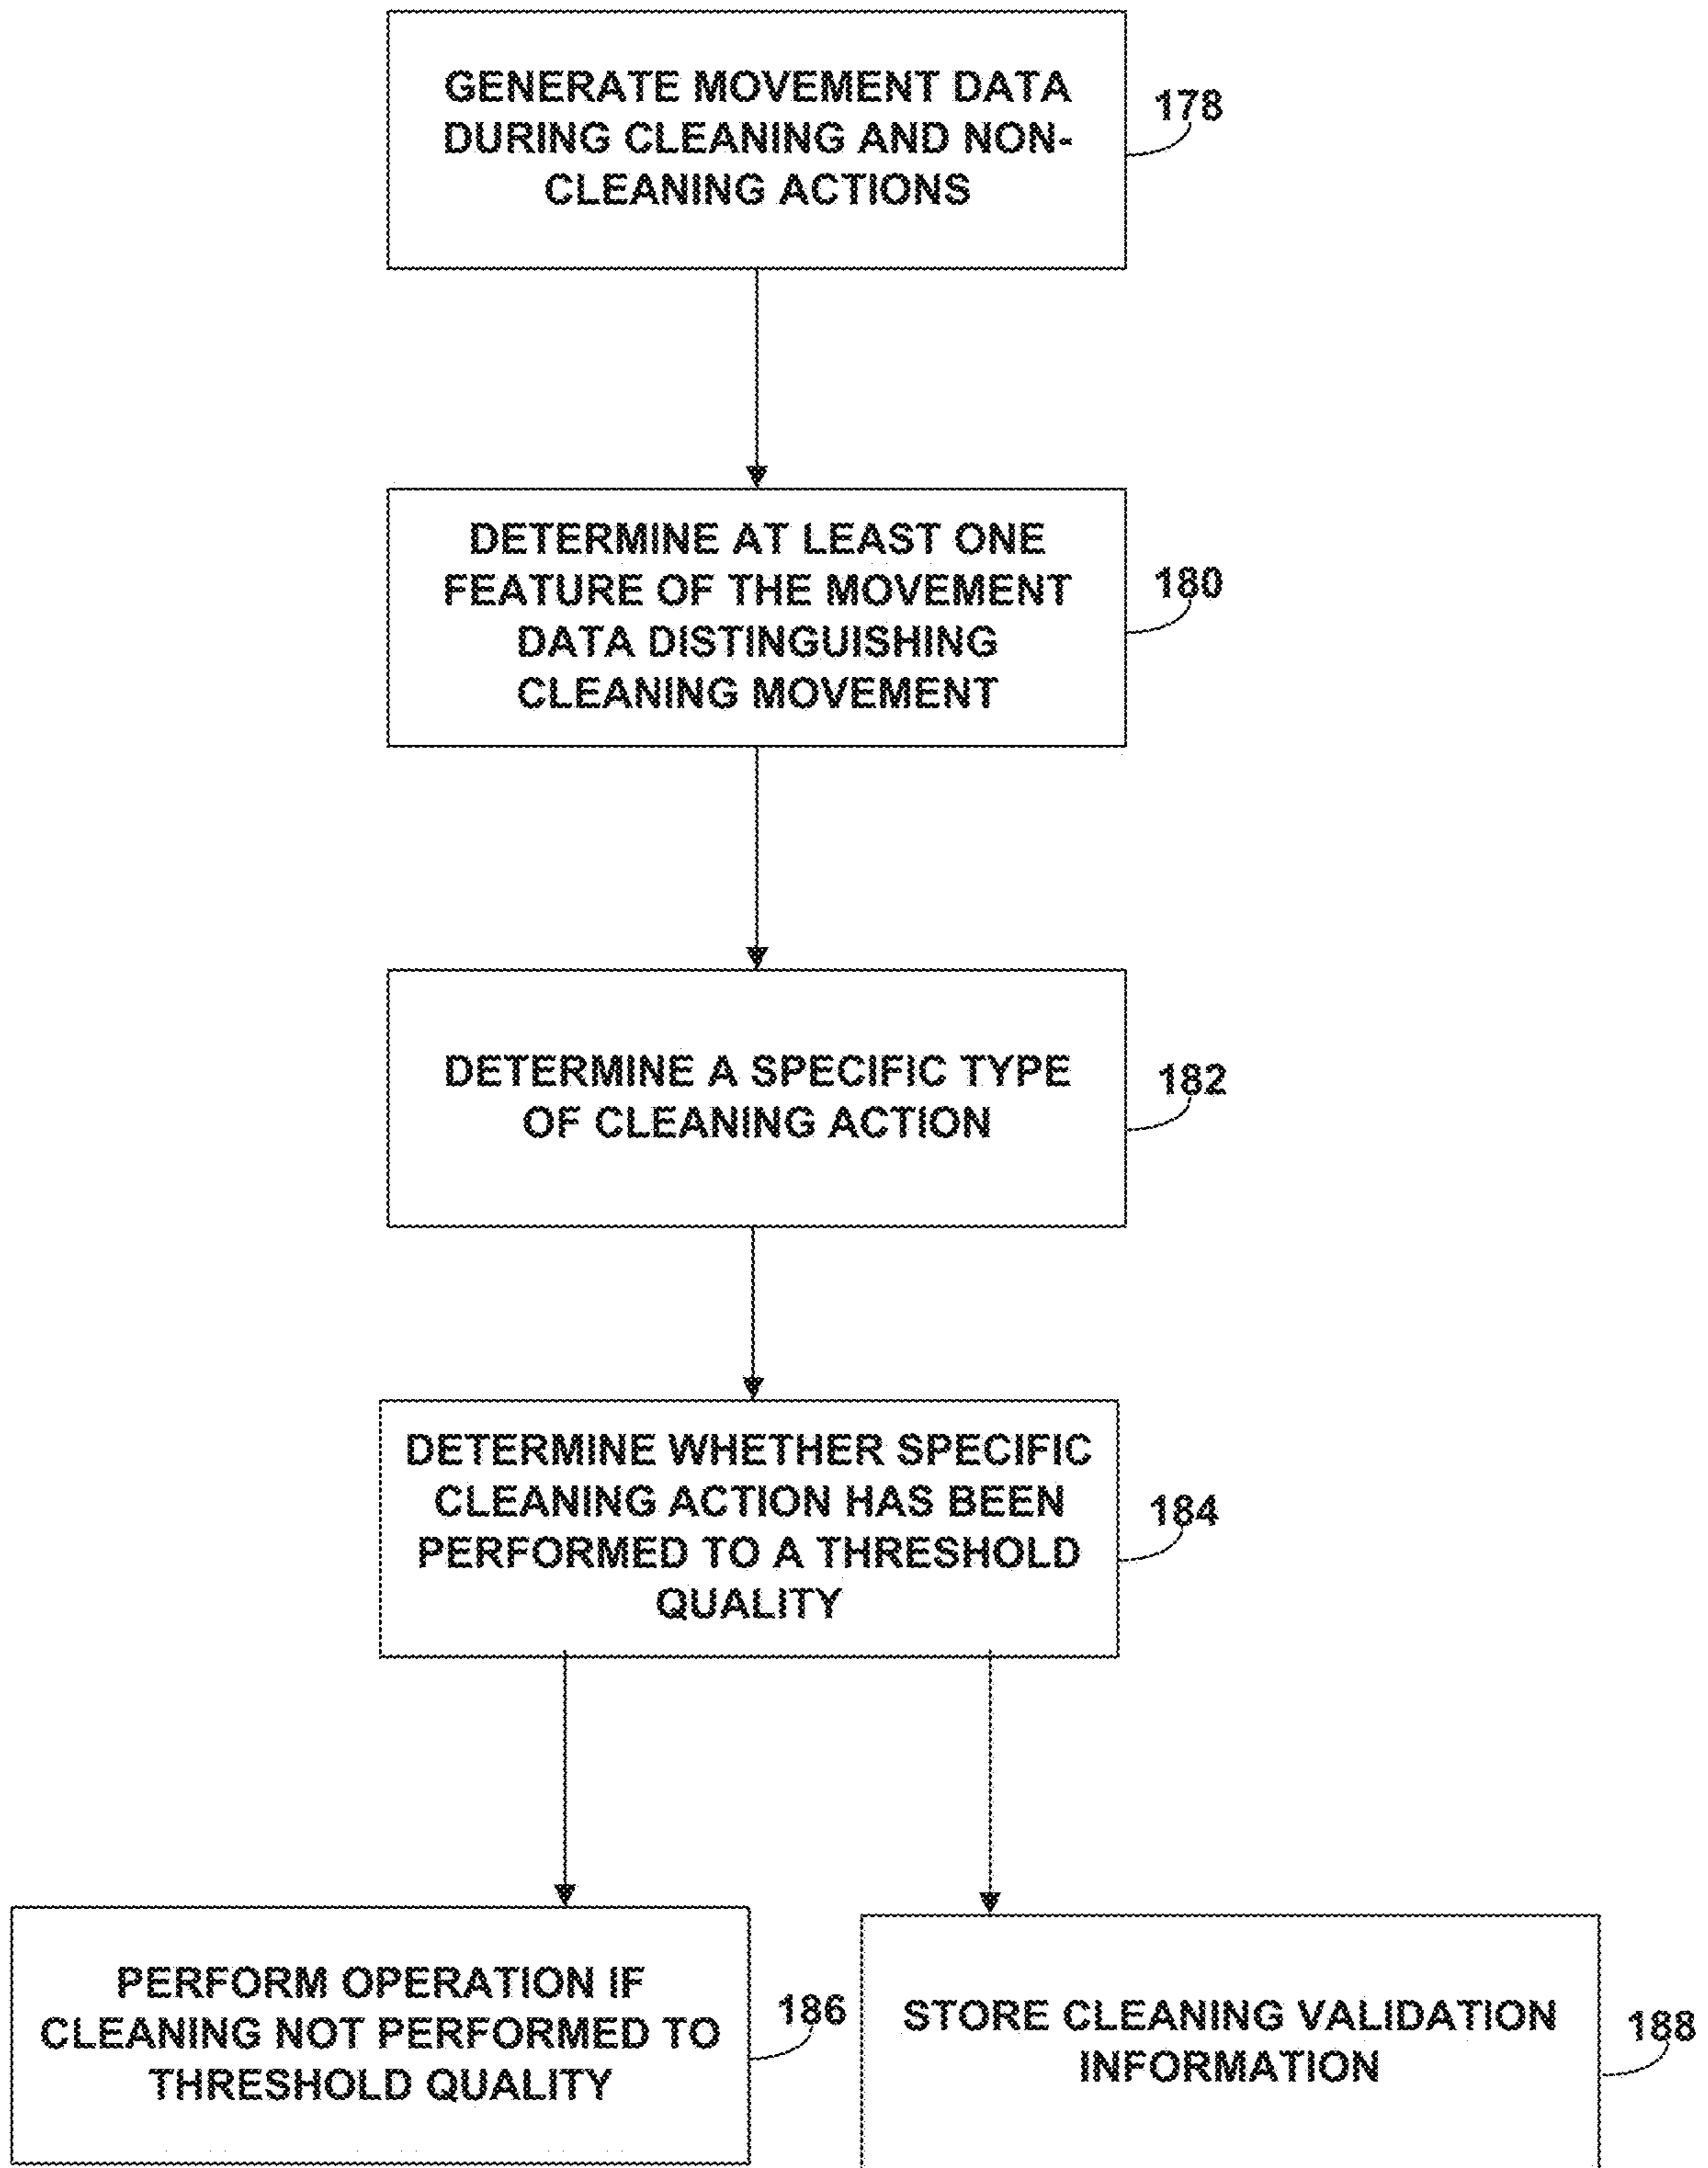 GENERATE MOVEMENT DATA
DURING CLEANING AND NON-
CLEANING ACTIONS
178
DETERMINE AT LEAST ONE
FEATURE OF THE MOVEMENT
DATA DISTINGUISHING
CLEANING MOVEMENT
180
DETERMINE A SPECIFIC TYPE
OF CLEANING ACTION
182
DETERMINE WHETHER SPECIFIC
CLEANING ACTION HAS BEEN
PERFORMED TO A THRESHOLD
QUALITY
184
PERFORM OPERATION IF
CLEANING NOT PERFORMED TO
THRESHOLD QUALITY
186
STORE CLEANING VALIDATION
INFORMATION
188